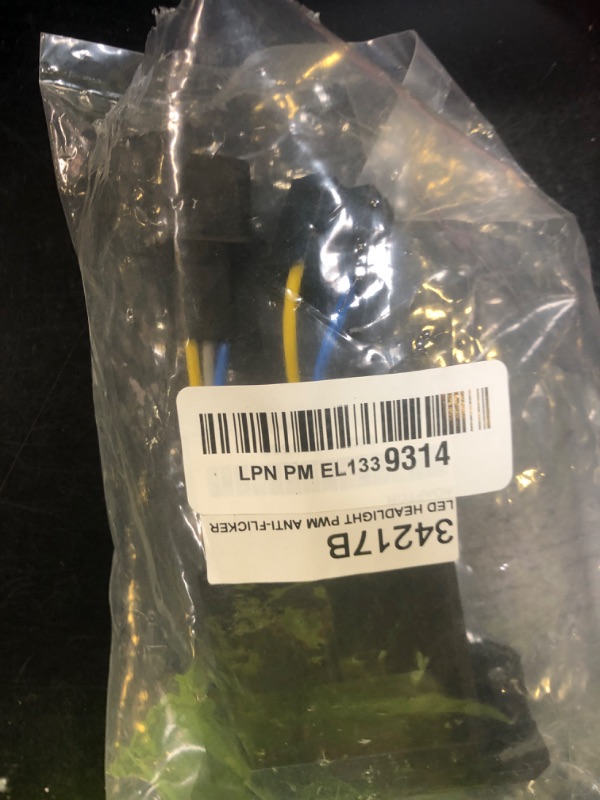 LPN PM EL133 9314
34217B
LED HEADLIGHT PWM ANTI-FLICKER